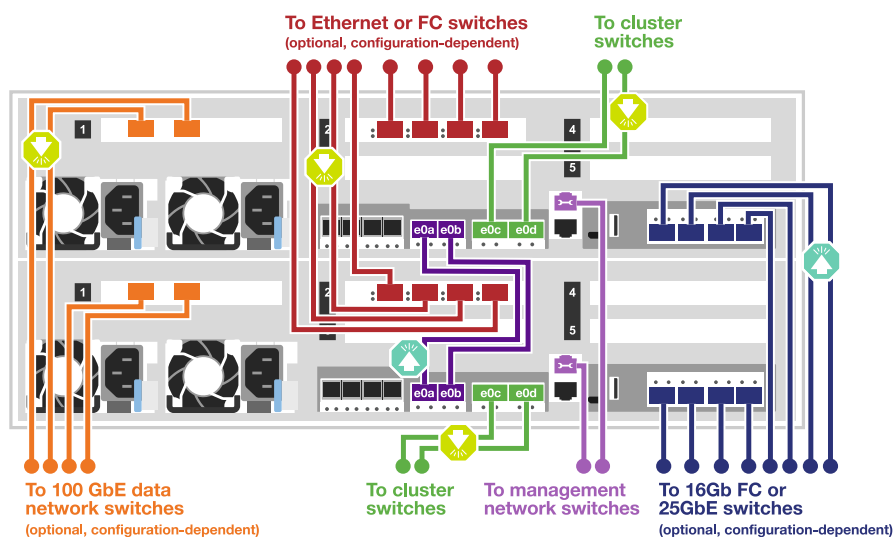 To Ethernet or FC switches
(optional, configuration-dependent)
To cluster
switches
1
2
4
5
e0a e0b
e0c
e0d
1
2
4
5
e0a e0b
e0c
e0d
To 100 GbE data
network switches
(optional, configuration-dependent)
To cluster
switches
To management
network switches
To 16Gb FC or
25GbE switches
(optional, configuration-dependent)